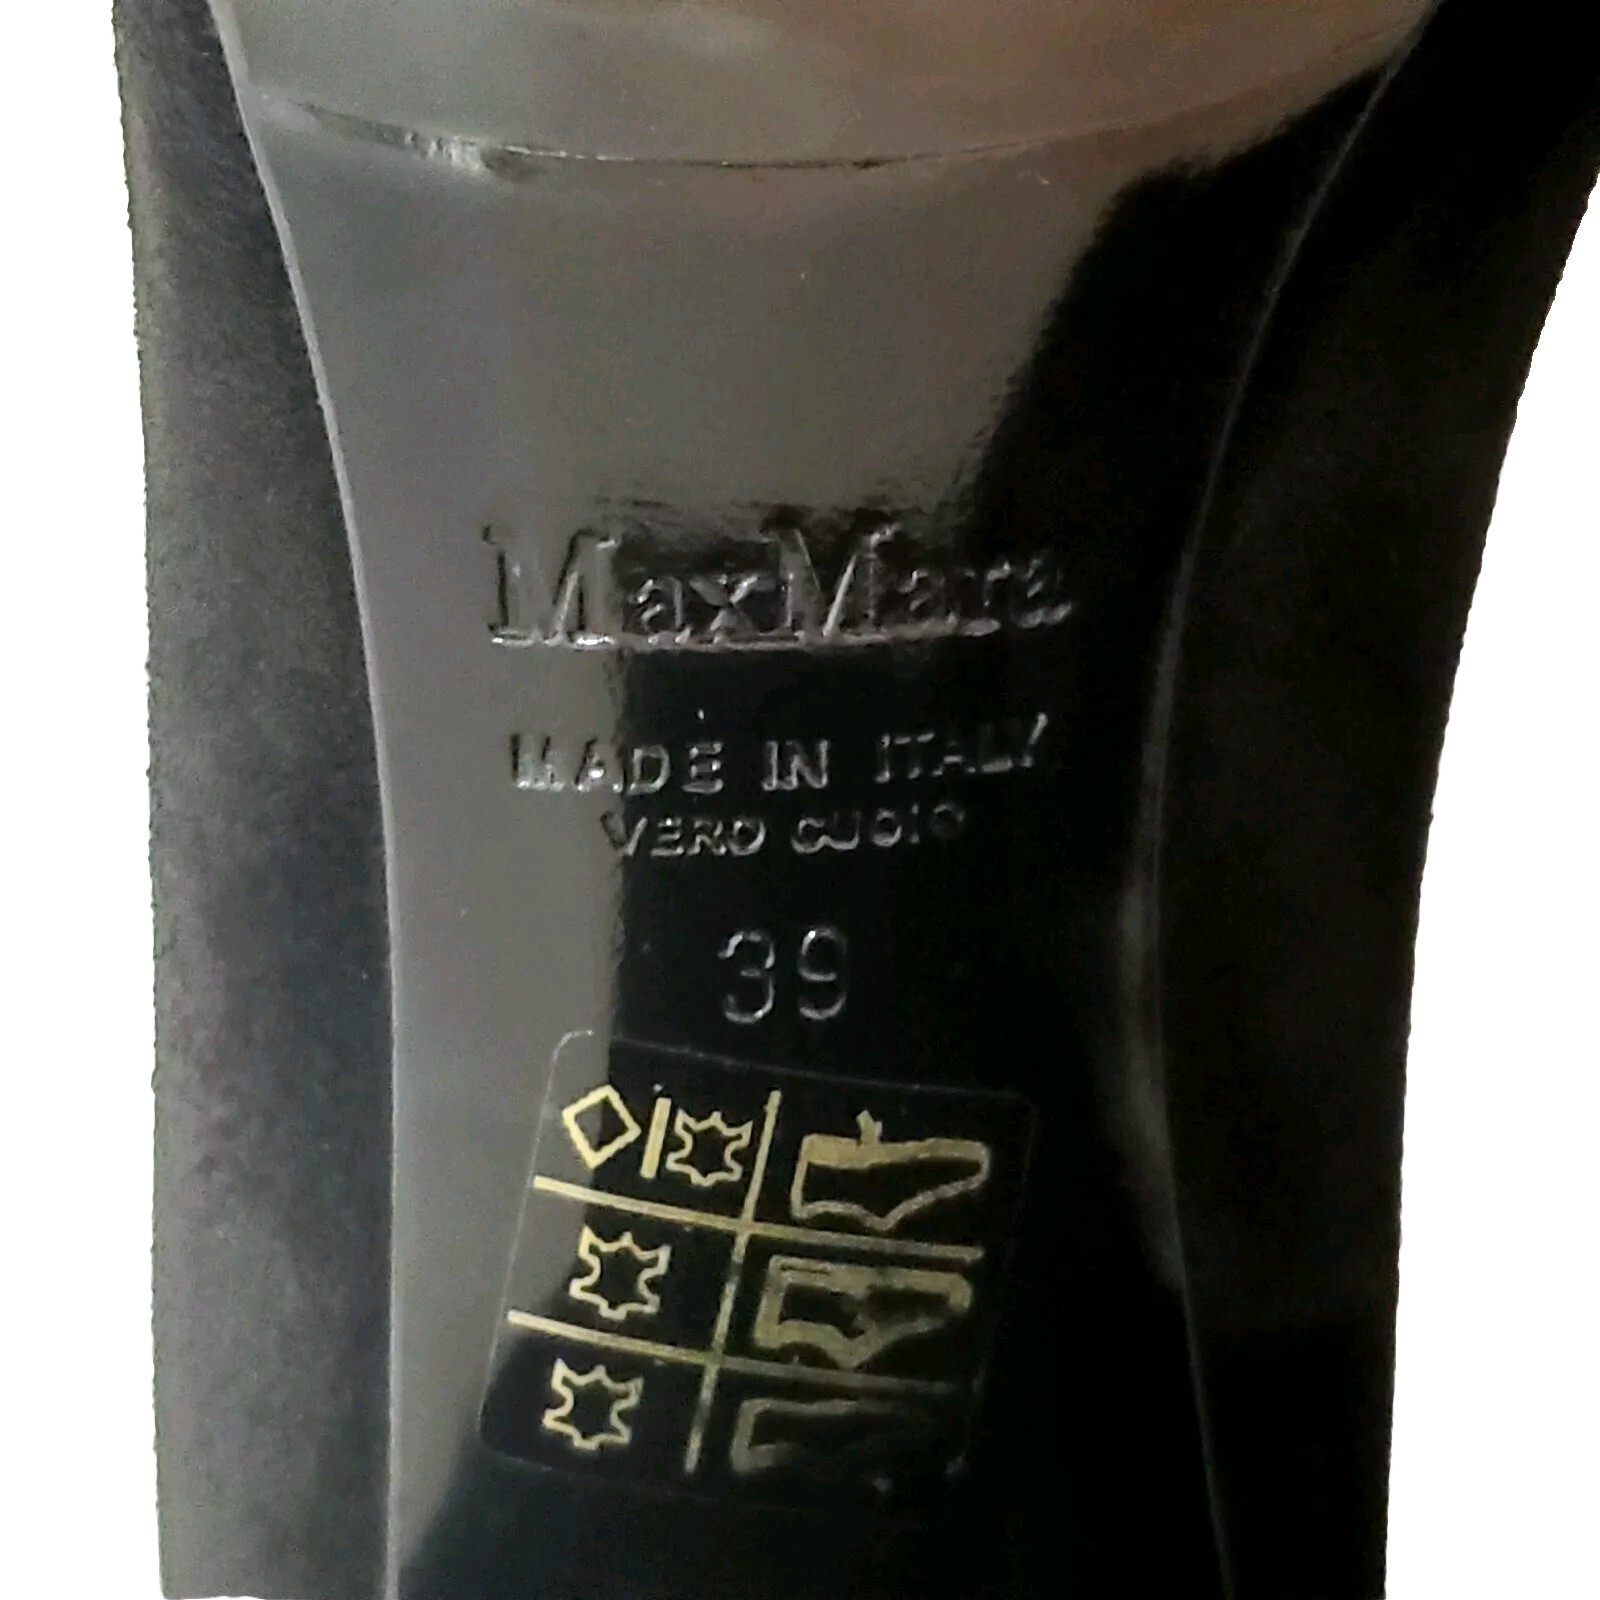 MaxMara
MADE IN ITALY
VERO CUOIO
39